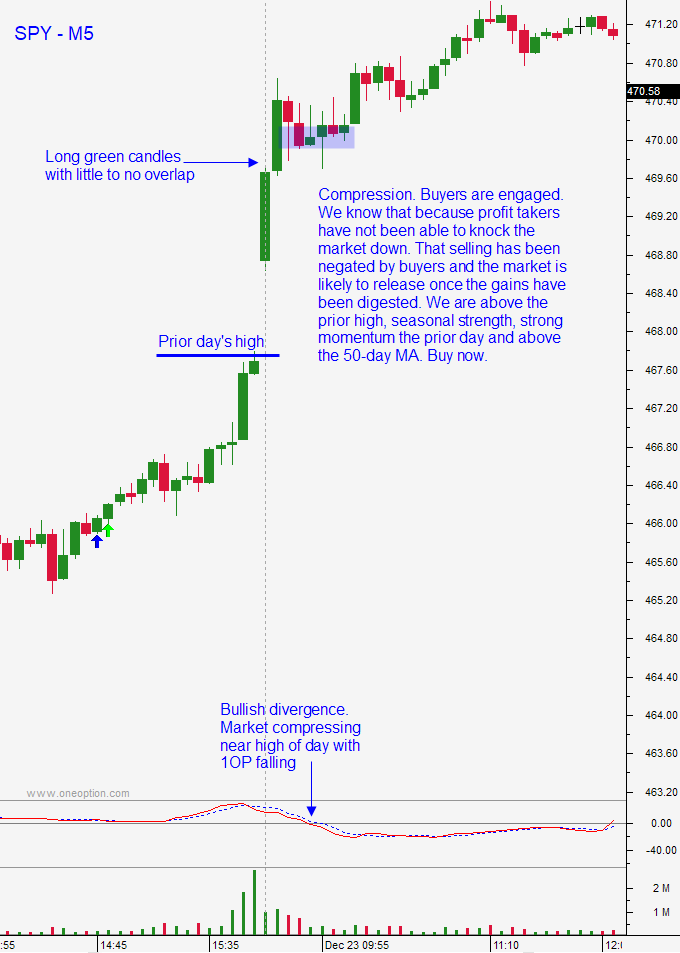 SPY - M5
471.20
470.80
470.58
470.40
470.00
469.60
469.20
468.80
468.40
468.00
467.60
467.20
466.80
466.40
466.00
465.60
465.20
464.80
464.40
464.00
463.60
463.20
Long green candles
with little to no overlap
Compression. Buyers are engaged.
We know that because profit takers
have not been able to knock the
market down. That selling has been
negated by buyers and the market is
likely to release once the gains have
been digested. We are above the
prior high, seasonal strength, strong
momentum the prior day and above
the 50-day MA. Buy now.
Prior day's high
Bullish divergence.
Market compressing
near high of day with
1OP falling
www.oneoption.com
0.00
-40.00
2 M
1 M
:55
14:45
15:35
Dec 23 09:55
11:10
12:0